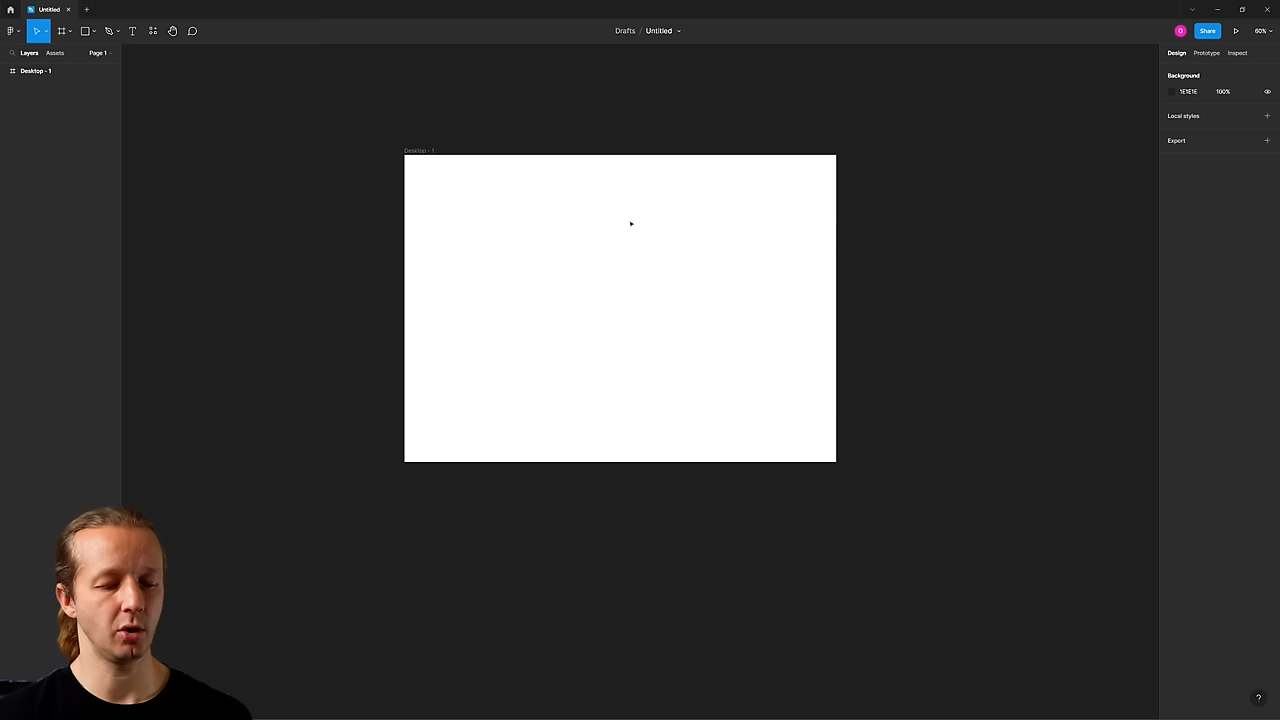 Untitled
Drafts / Untitled
G
Share
60%
Layers
Assets
Page 1
Design
Prototype
Inspect
Desktop - 1
Background
1E1E1E
100%
Local styles
Export
Desktop - 1
?